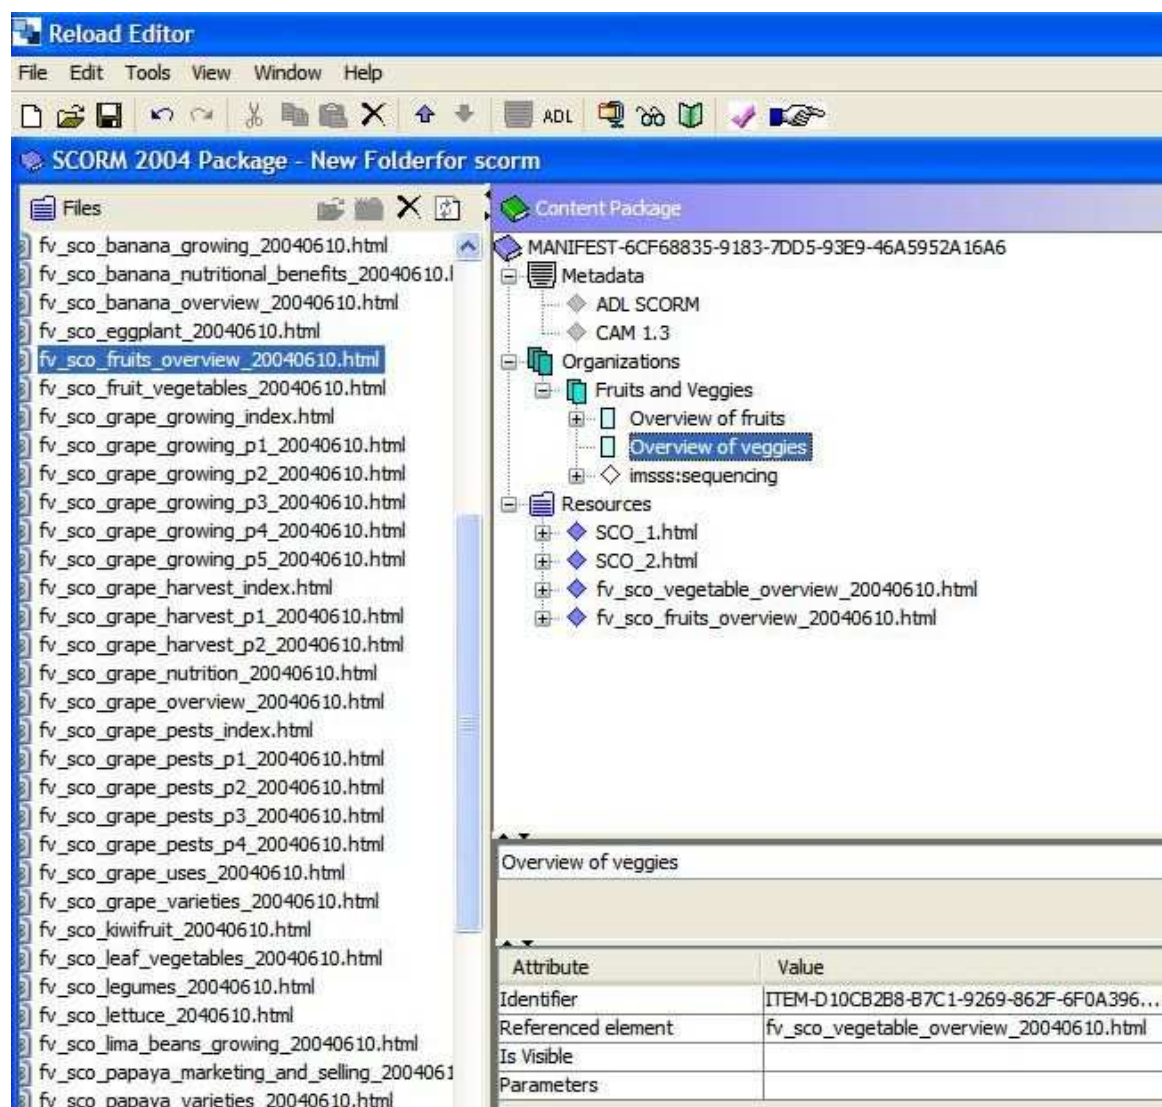 Reload Editor
File Edit Tools View Window Help
ADL
SCORM 2004 Package - New Folderfor scorm
Files
fv_sco_banana_growing_20040610.html
fv_sco_banana_nutritional_benefits_20040610.l
fv_sco_banana_overview_20040610.html
fv_sco_eggplant_20040610.html
fv_sco_fruits_overview_20040610.html
fv_sco_fruit_vegetables_20040610.html
fv_sco_grape_growing_index.html
fv_sco_grape_growing_p1_20040610.html
fv_sco_grape_growing_p2_20040610.html
fv_sco_grape_growing_p3_20040610.html
fv_sco_grape_growing_p4_20040610.html
fv_sco_grape_growing_p5_20040610.html
fv_sco_grape_harvest_index.html
fv_sco_grape_harvest_p1_20040610.html
fv_sco_grape_harvest_p2_20040610.html
fv_sco_grape_nutrition_20040610.html
fv_sco_grape_overview_20040610.html
fv_sco_grape_pests_index.html
fv_sco_grape_pests_p1_20040610.html
fv_sco_grape_pests_p2_20040610.html
fv_sco_grape_pests_p3_20040610.html
fv_sco_grape_pests_p4_20040610.html
fv_sco_grape_uses_20040610.html
fv_sco_grape_varieties_20040610.html
fv_sco_kiwifruit_20040610.html
fv_sco_leaf_vegetables_20040610.html
fv_sco_legumes_20040610.html
fv_sco_lettuce_2040610.html
fv_sco_lima_beans_growing_20040610.html
fv_sco_papaya_marketing_and_selling_2004061
fv_sco_papaya_varieties_20040610.html
Content Package
MANIFEST-6CF68835-9183-7DD5-93E9-46A5952A16A6
Metadata
ADL SCORM
CAM 1.3
Organizations
Fruits and Veggies
Overview of fruits
Overview of veggies
imsss:sequencing
Resources
SCO_1.html
SCO_2.html
fv_sco_vegetable_overview_20040610.html
fv_sco_fruits_overview_20040610.html
Overview of veggies
Attribute Value
Identifier ITEM-D10CB2B8-B7C1-9269-862F-6F0A396...
Referenced element fv_sco_vegetable_overview_20040610.html
Is Visible
Parameters